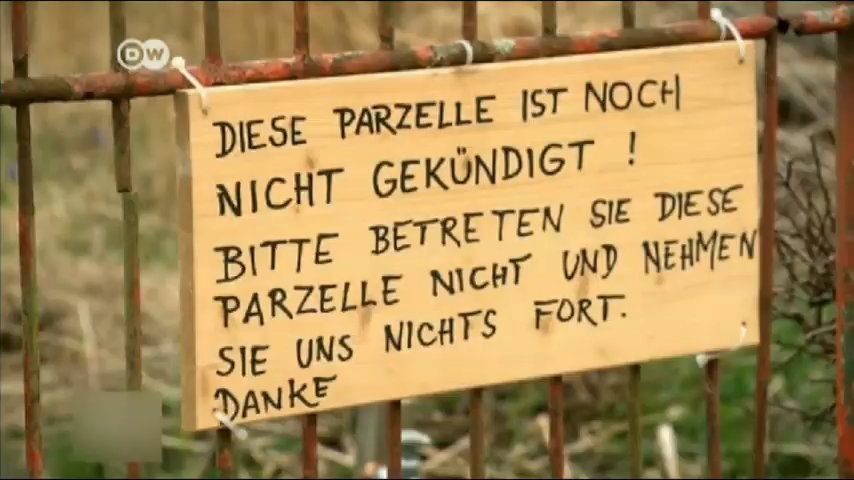 DW
DIESE PARZELLE IST NOCH
NICHT GEKÜNDIGT !
BITTE BETRETEN SIE DIESE
PARZELLE NICHT UND NEHMEN
SIE UNS NICHTS FORT.
DANKE